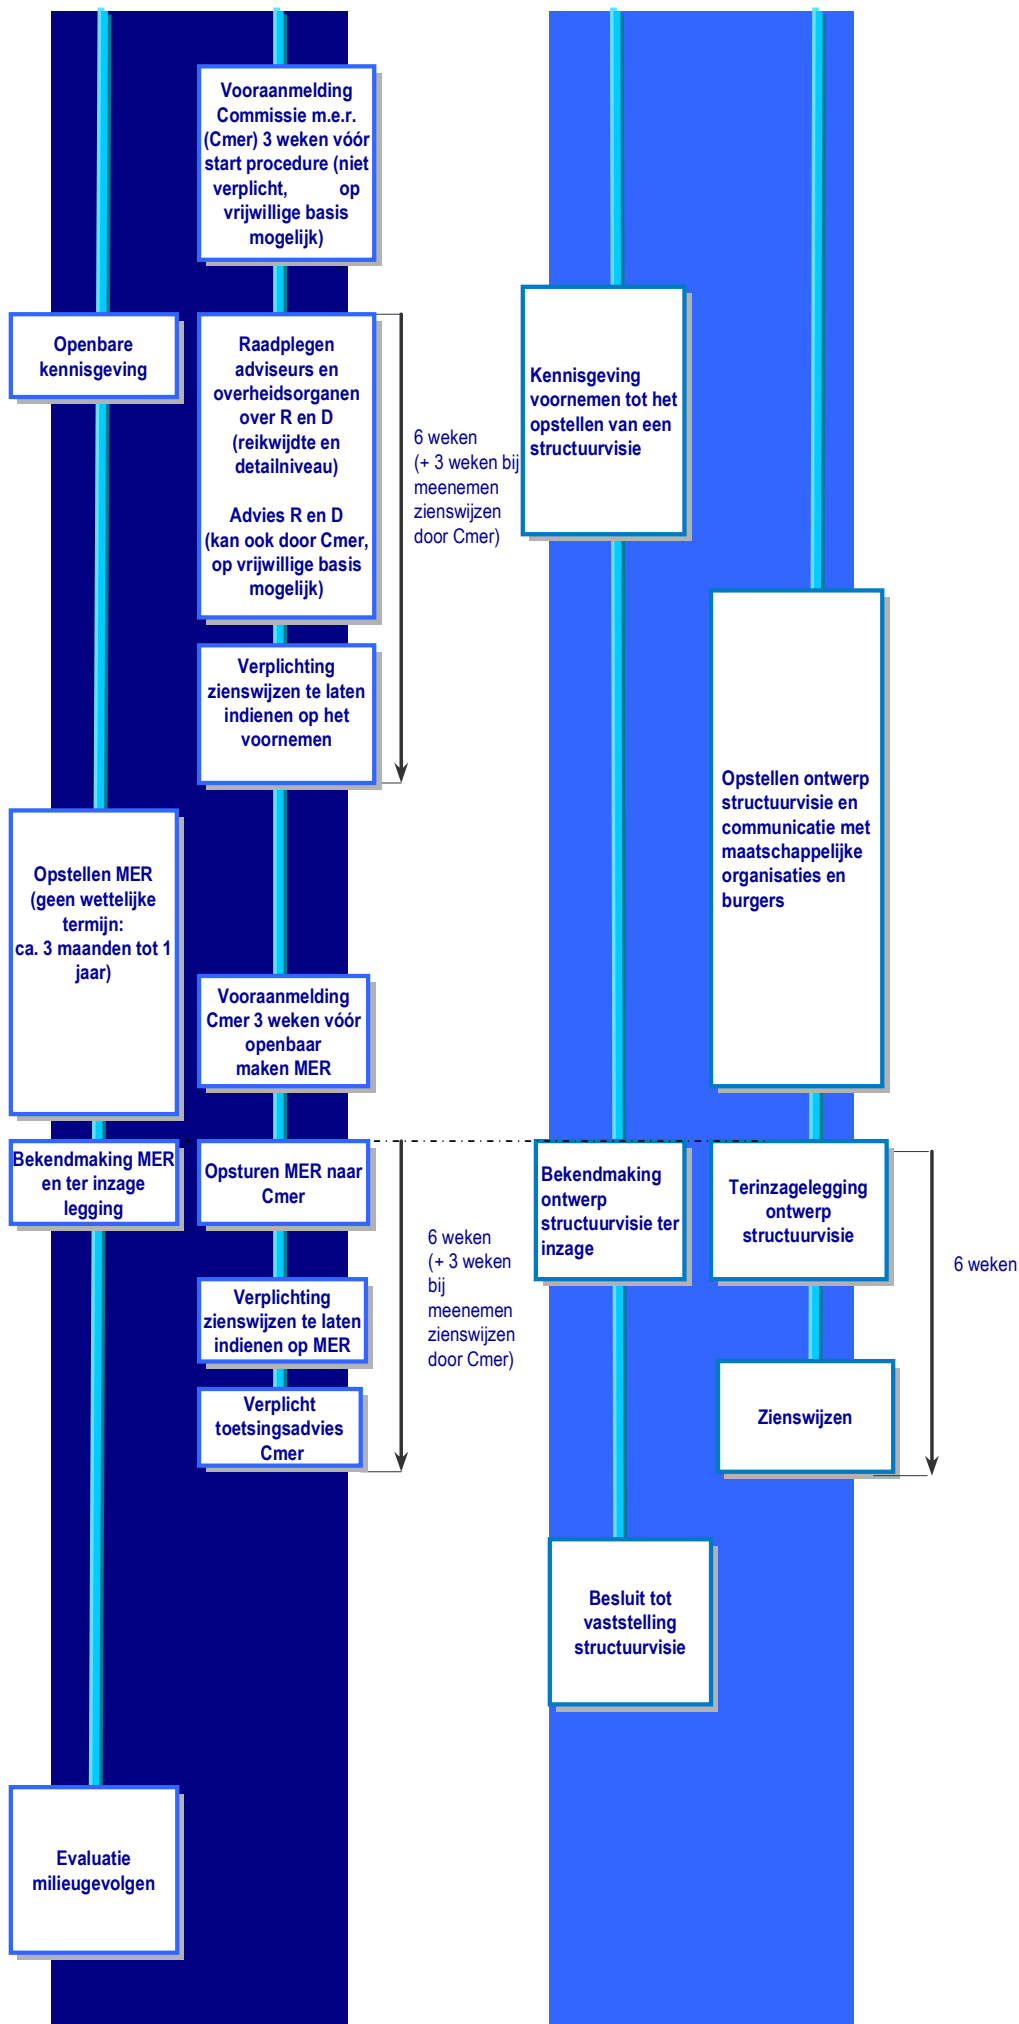 Vooraanmelding
Commissie m.e.r.
(Cmer) 3 weken vóór
start procedure (niet
verplicht, op
vrijwillige basis
mogelijk)
Openbare
kennisgeving
Raadplegen
adviseurs en
overheidsorganen
over R en D
(reikwijdte en
detailniveau)
Advies R en D
(kan ook door Cmer,
op vrijwillige basis
mogelijk)
6 weken
(+ 3 weken bij
meenemen
zienswijzen
door Cmer)
Kennisgeving
voornemen tot het
opstellen van een
structuurvisie
Verplichting
zienswijzen te laten
indienen op het
voornemen
Opstellen ontwerp
structuurvisie en
communicatie met
maatschappelijke
organisaties en
burgers
Opstellen MER
(geen wettelijke
termijn:
ca. 3 maanden tot 1
jaar)
Vooraanmelding
Cmer 3 weken vóór
openbaar
maken MER
Bekendmaking MER
en ter inzage
legging
Opsturen MER naar
Cmer
Bekendmaking
ontwerp
structuurvisie ter
inzage
Terinzagelegging
ontwerp
structuurvisie
6 weken
(+ 3 weken
bij
meenemen
zienswijzen
door Cmer)
6 weken
Verplichting
zienswijzen te laten
indienen op MER
Verplicht
toetsingsadvies
Cmer
Zienswijzen
Besluit tot
vaststelling
structuurvisie
Evaluatie
milieugevolgen